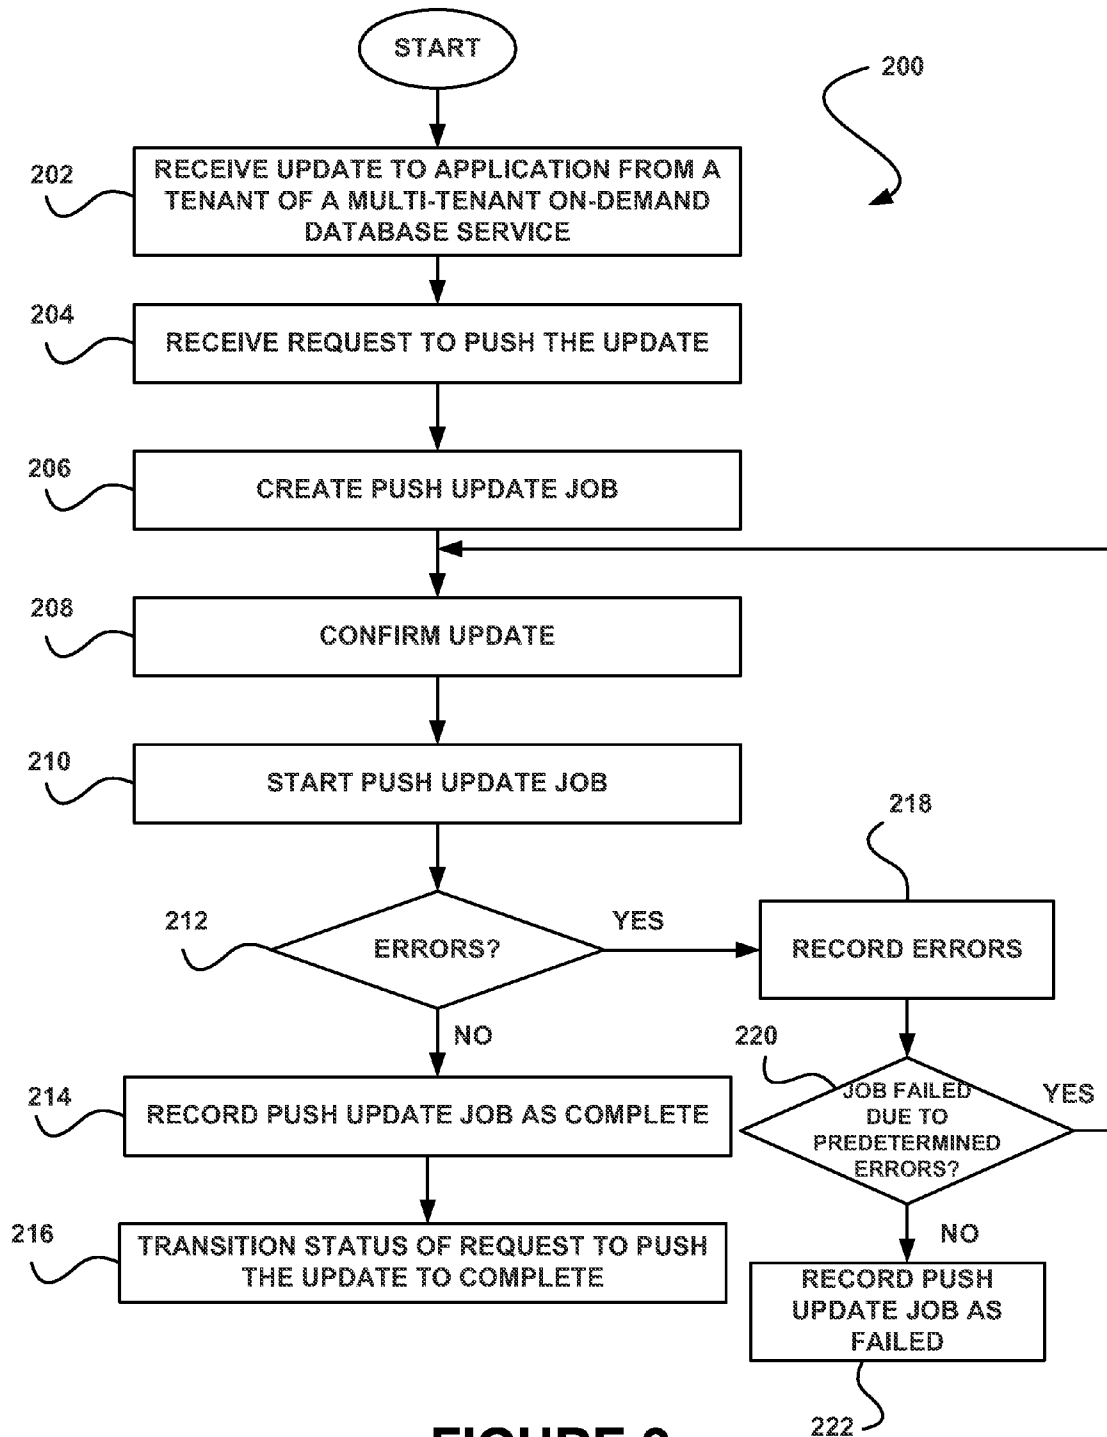 START
200
202
RECEIVE UPDATE TO APPLICATION FROM A
TENANT OF A MULTI-TENANT ON-DEMAND
DATABASE SERVICE
204
RECEIVE REQUEST TO PUSH THE UPDATE
206
CREATE PUSH UPDATE JOB
208
CONFIRM UPDATE
210
START PUSH UPDATE JOB
212
ERRORS?
YES
218
RECORD ERRORS
NO
220
JOB FAILED
DUE TO
PREDETERMINED
ERRORS?
YES
214
RECORD PUSH UPDATE JOB AS COMPLETE
216
TRANSITION STATUS OF REQUEST TO PUSH
THE UPDATE TO COMPLETE
NO
RECORD PUSH
UPDATE JOB AS
FAILED
222
FIGURE